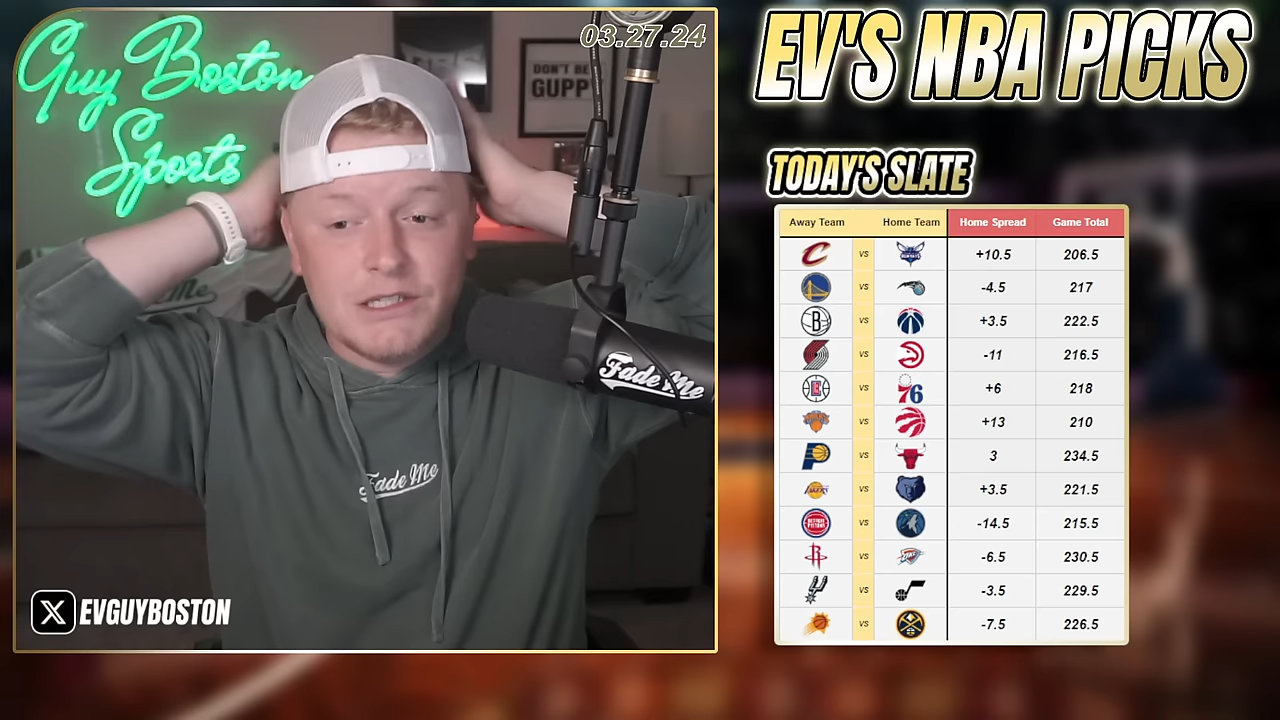 Guy Boston
Sports
03.27.24
DON'T BE
GUPP
Fade Me
Fade Me
X EVGUYBOSTON
EV'S NBA PICKS
TODAY'S SLATE
Away Team Home Team Home Spread Game Total
VS +10.5 206.5
VS -4.5 217
B VS +3.5 222.5
VS -11 216.5
VS 76 +6 218
VS +13 210
VS 3 234.5
VS +3.5 221.5
VS -14.5 215.5
VS -6.5 230.5
VS -3.5 229.5
VS -7.5 226.5